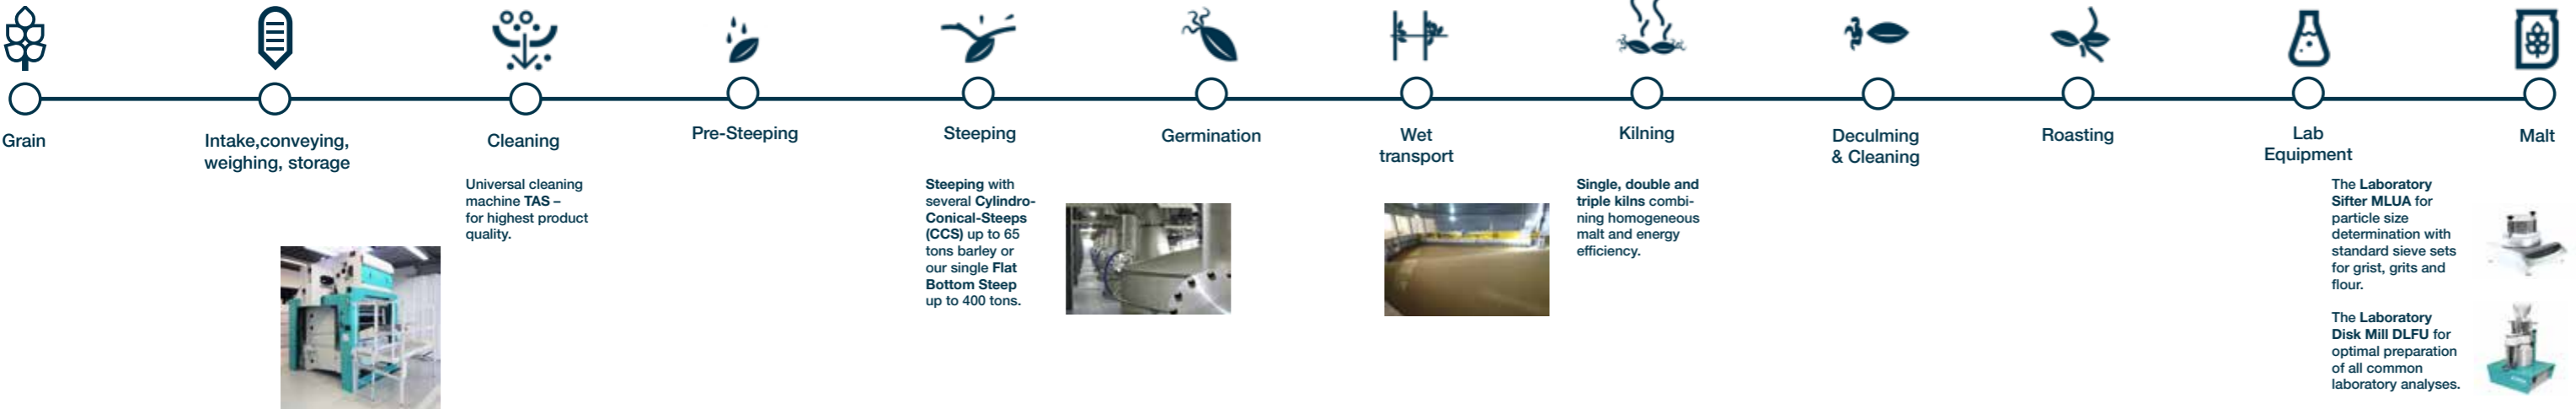 Grain
Intake,conveying,
weighing, storage
Cleaning
Pre-Steeping
Steeping
Germination
Wet
transport
Kilning
Deculming
& Cleaning
Roasting
Lab
Equipment
Malt
Universal cleaning
machine TAS –
for highest product
quality.
Steeping with
several Cylindro-
Conical-Steeps
(CCS) up to 65
tons barley or
our single Flat
Bottom Steep
up to 400 tons.
Single, double and
triple kilns combi-
ning homogeneous
malt and energy
efficiency.
The Laboratory
Sifter MLUA for
particle size
determination with
standard sieve sets
for grist, grits and
flour.
The Laboratory
Disk Mill DLFU for
optimal preparation
of all common
laboratory analyses.